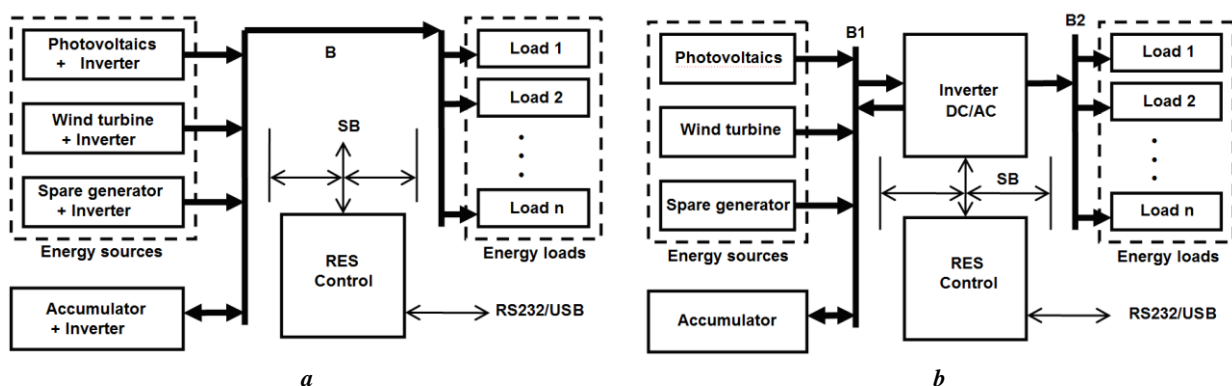 Photovoltaics
+ Inverter
Wind turbine
+ Inverter
Spare generator
+ Inverter
Energy sources
Accumulator
+ Inverter
B
SB
RES
Control
RS232/USB
Load 1
Load 2
Load n
Energy loads
a
Photovoltaics
Wind turbine
Spare generator
Energy sources
Accumulator
B1
Inverter
DC/AC
SB
RES
Control
RS232/USB
B2
Load 1
Load 2
Load n
Energy loads
b